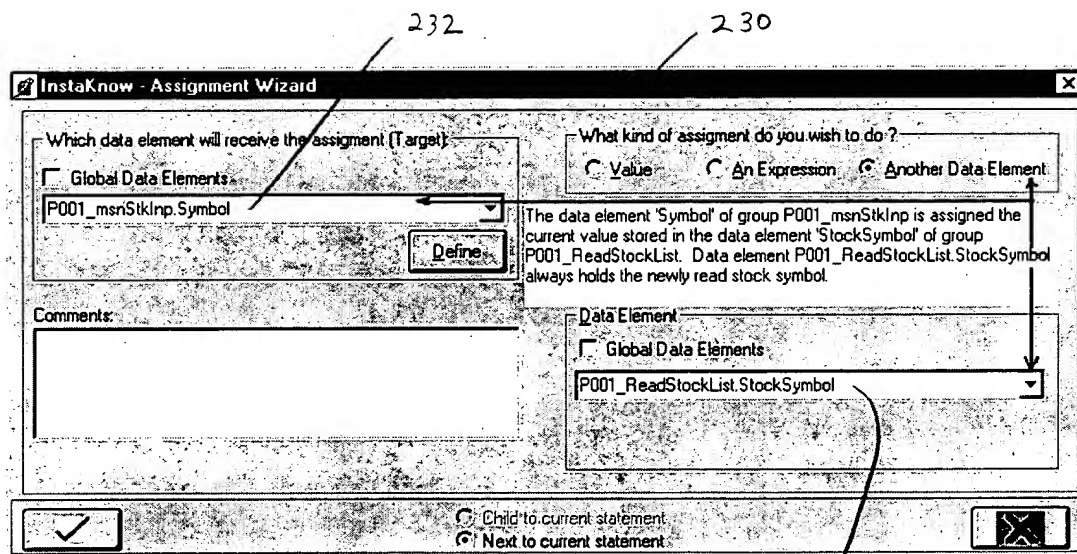 232 230
InstaKnow - Assignment Wizard X
Which data element will receive the assigment (Target):
Global Data Elements
P001_msnStkInp.Symbol
Define
What kind of assigment do you wish to do ?
Value An Expression Another Data Element
The data element 'Symbol' of group P001_msnStkInp is assigned the
current value stored in the data element 'StockSymbol' of group
P001_ReadStockList. Data element P001_ReadStockList.StockSymbol
always holds the newly read stock symbol.
Comments:
Data Element
Global Data Elements
P001_ReadStockList.StockSymbol
Child to current statement
Next to current statement